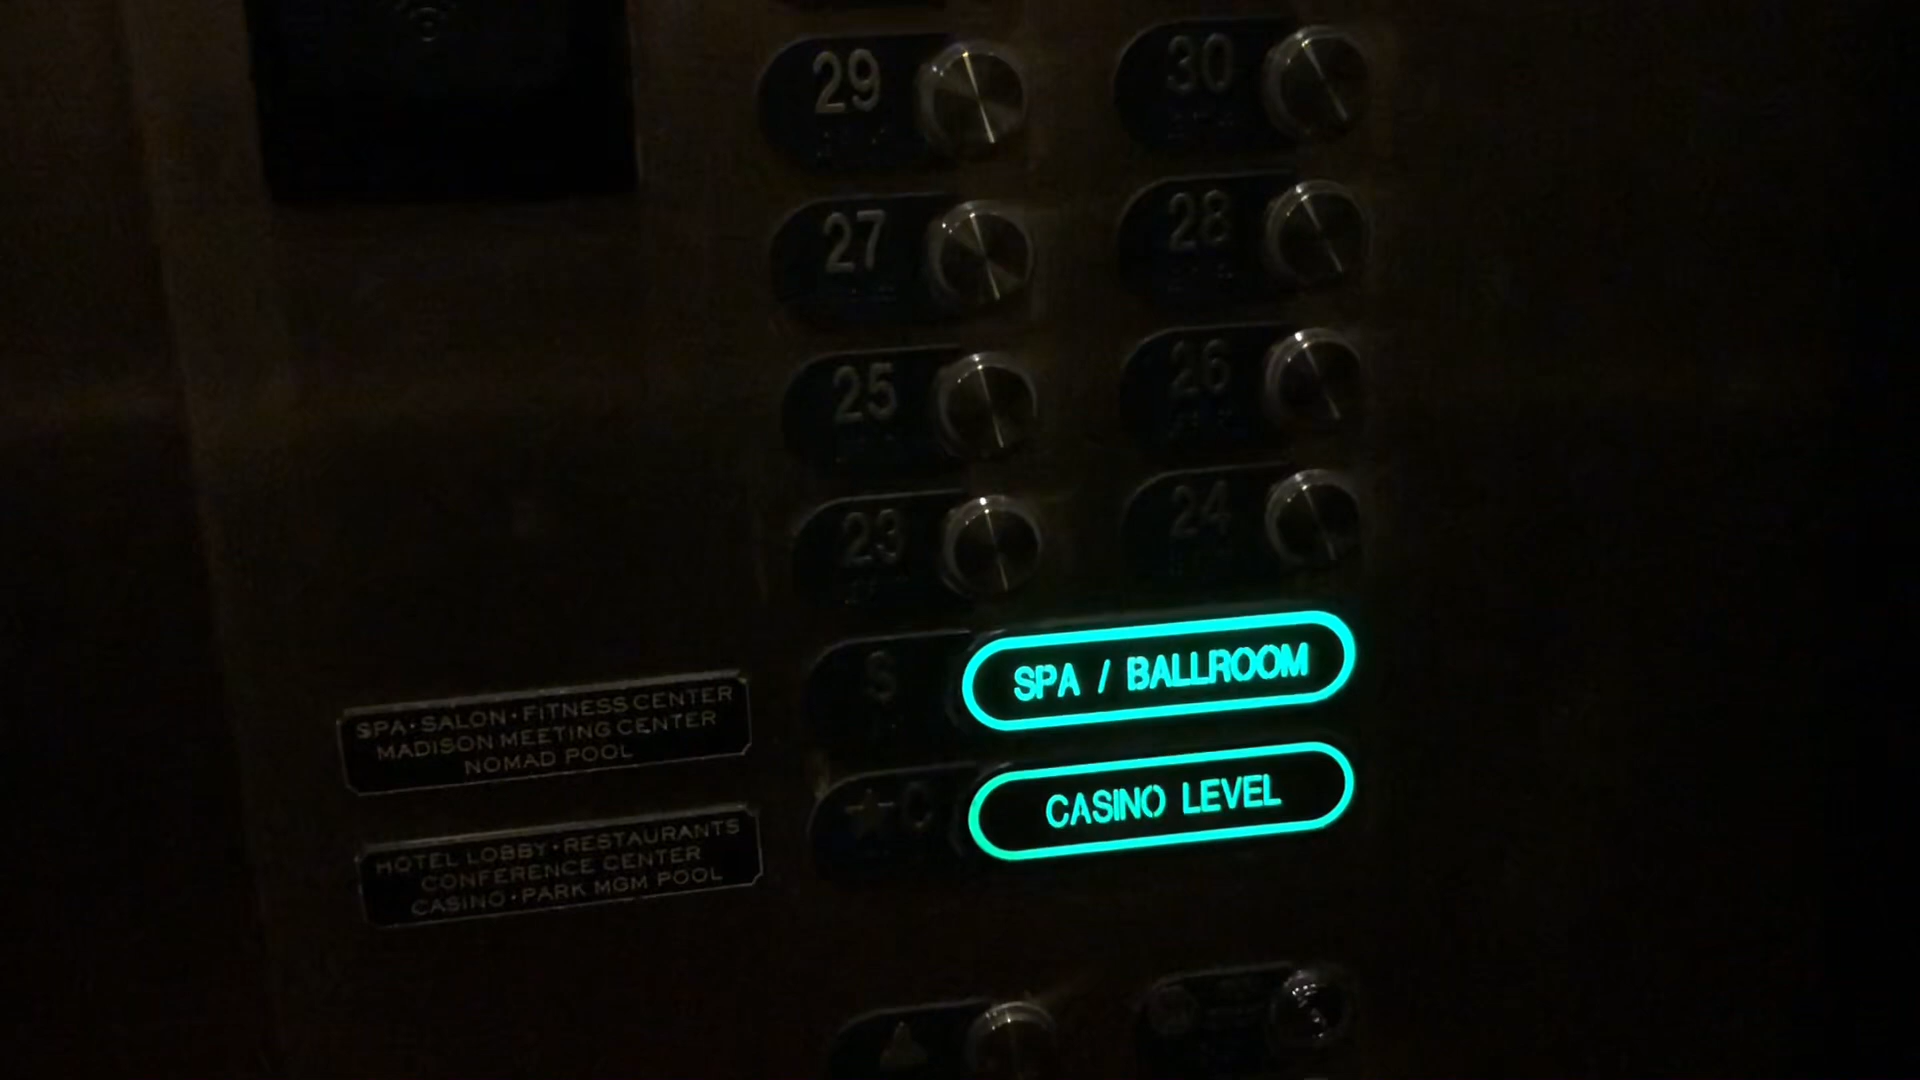 29 30
27 28
25 26
23 24
S SPA / BALLROOM
SPA·SALON·FITNESS CENTER
MADISON MEETING CENTER
NOMAD POOL
★-C CASINO LEVEL
HOTEL LOBBY·RESTAURANTS
CONFERENCE CENTER
CASINO·PARK MGM POOL